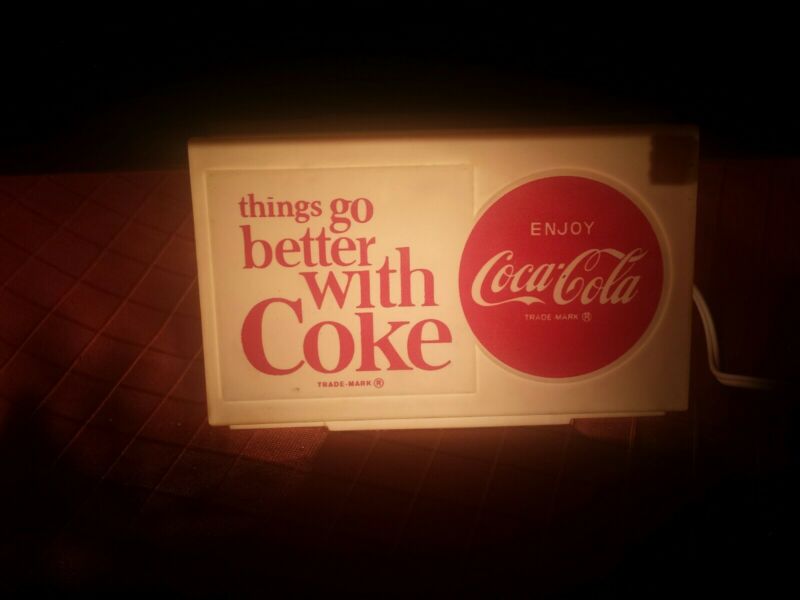 things go
better
with
Coke
TRADE-MARK ®
ENJOY
Coca-Cola
TRADE MARK ®